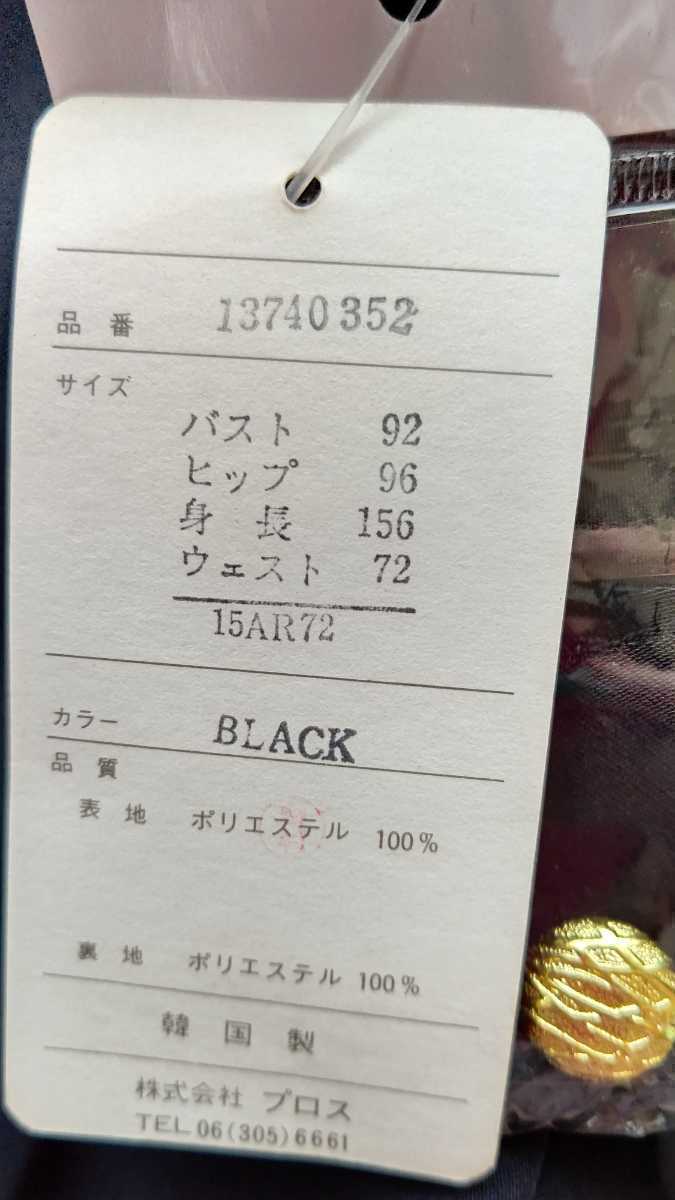 品番 13740352
サイズ
バスト 92
ヒップ 96
身長 156
ウェスト 72
15AR72
カラー BLACK
品質
表地 ポリエステル 100%
裏地 ポリエステル 100%
韓国製
株式会社 プロス
TEL 06(305)6661